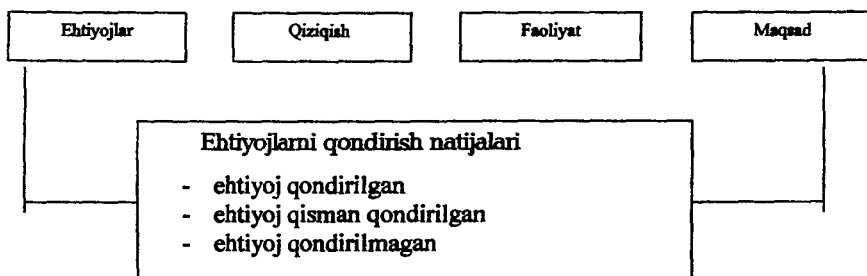 Ehtiyojlar
Qiziqish
Faoliyat
Maqsad
Ehtiyojlarni qondirish natijalari
- ehtiyoj qondirilgan
- ehtiyoj qisman qondirilgan
- ehtiyoj qondirilmagan